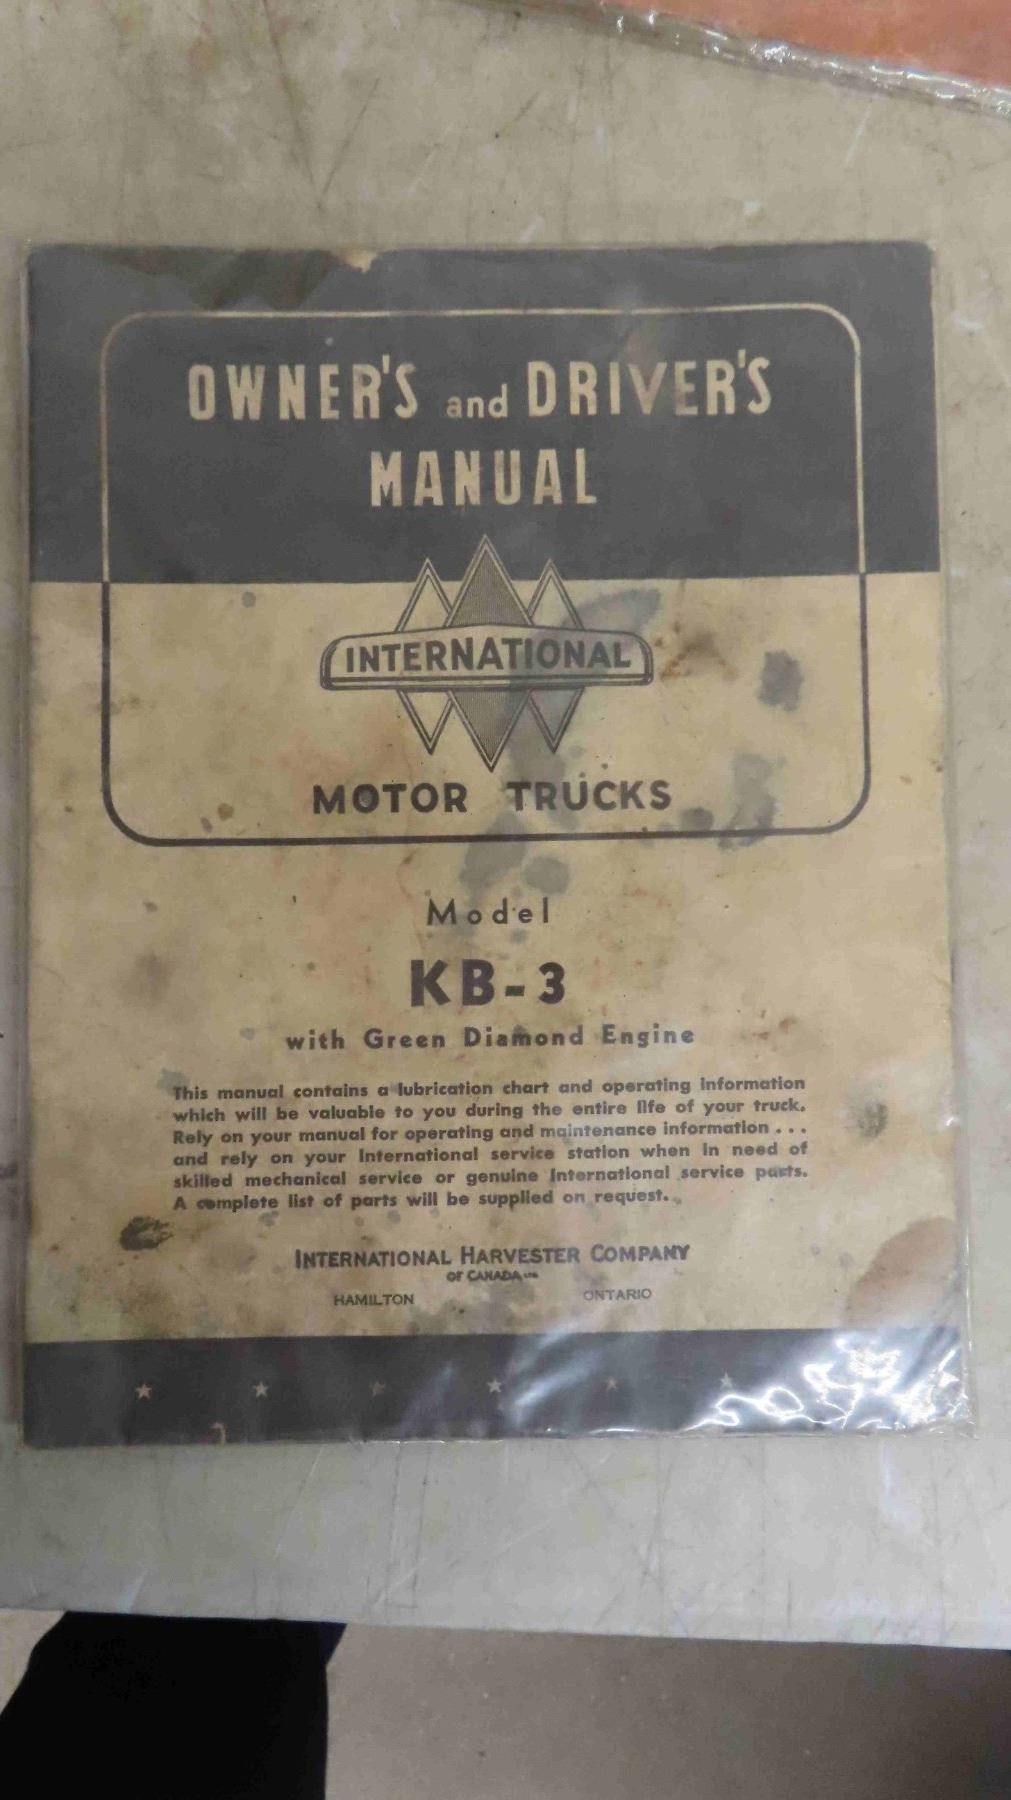 OWNER'S and DRIVER'S
MANUAL
INTERNATIONAL
MOTOR TRUCKS
Model
KB-3
with Green Diamond Engine
This manual contains a lubrication chart and operating information
which will be valuable to you during the entire life of your truck.
Rely on your manual for operating and maintenance information . . .
and rely on your International service station when in need of
skilled mechanical service or genuine International service parts.
A complete list of parts will be supplied on request.
INTERNATIONAL HARVESTER COMPANY
OF CANADA LTD
HAMILTON ONTARIO